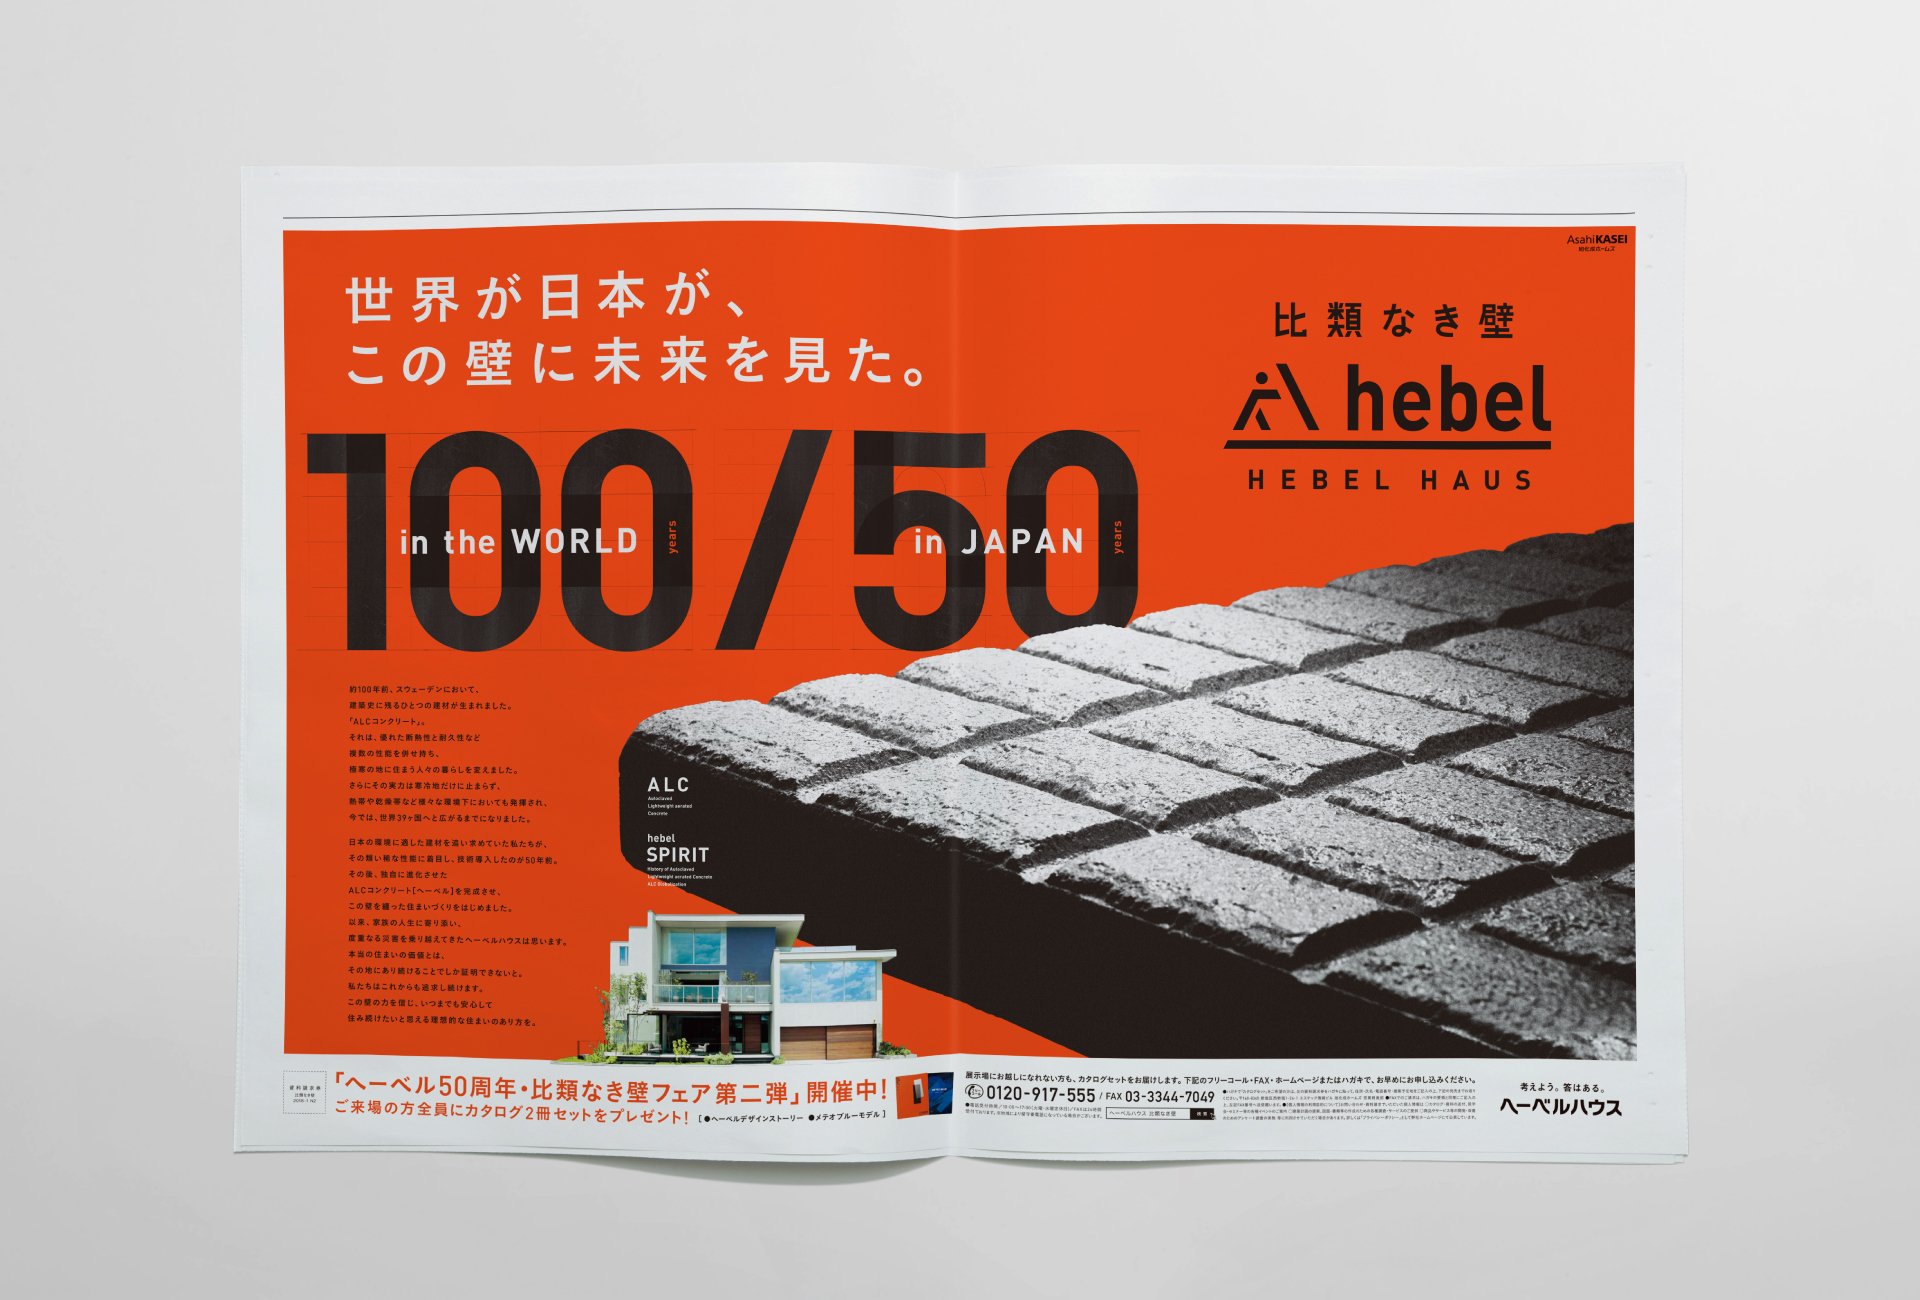 AsahiKASEI
旭化成ホームズ
世界が日本が、
この壁に未来を見た。
比類なき壁
hebel
HEBEL HAUS
100/50
in the WORLD years
in JAPAN years
約100年前、スウェーデンにおいて、
建築史に残るひとつの建材が生まれました。
「ALCコンクリート」。
それは、優れた断熱性と耐久性など
複数の性能を併せ持ち、
極寒の地に住まう人々の暮らしを変えました。
さらにその実力は寒冷地だけに止まらず、
熱帯や乾燥帯など様々な環境下においても発揮され、
今では、世界39ヶ国へと広がるまでになりました。
日本の環境に適した建材を追い求めていた私たちが、
その類い稀な性能に着目し、技術導入したのが50年前。
その後、独自に進化させた
ALCコンクリート[ヘーベル]を完成させ、
この壁を纏った住まいづくりをはじめました。
以来、家族の人生に寄り添い、
度重なる災害を乗り越えてきたヘーベルハウスは思います。
本当の住まいの価値とは、
その地にあり続けることでしか証明できないと。
私たちはこれからも追求し続けます。
この壁の力を信じ、いつまでも安心して
住み続けたいと思える理想的な住まいのあり方を。
ALC
Autoclaved
Lightweight aerated
Concrete
hebel
SPIRIT
History of Autoclaved
Lightweight aerated Concrete
ALC Globalization
資料請求券
「ヘーベル50周年・比類なき壁フェア第二弾」開催中!
ご来場の方全員にカタログ2冊セットをプレゼント! [ ●ヘーベルデザインストーリー ●メテオブルーモデル ]
展示場にお越しになれない方も、カタログセットをお届けします。下記のフリーコール・FAX・ホームページまたはハガキで、お早めにお申し込みください。
0120-917-555 / FAX 03-3344-7049
ヘーベルハウス 比類なき壁 検索
考えよう。答はある。
ヘーベルハウス